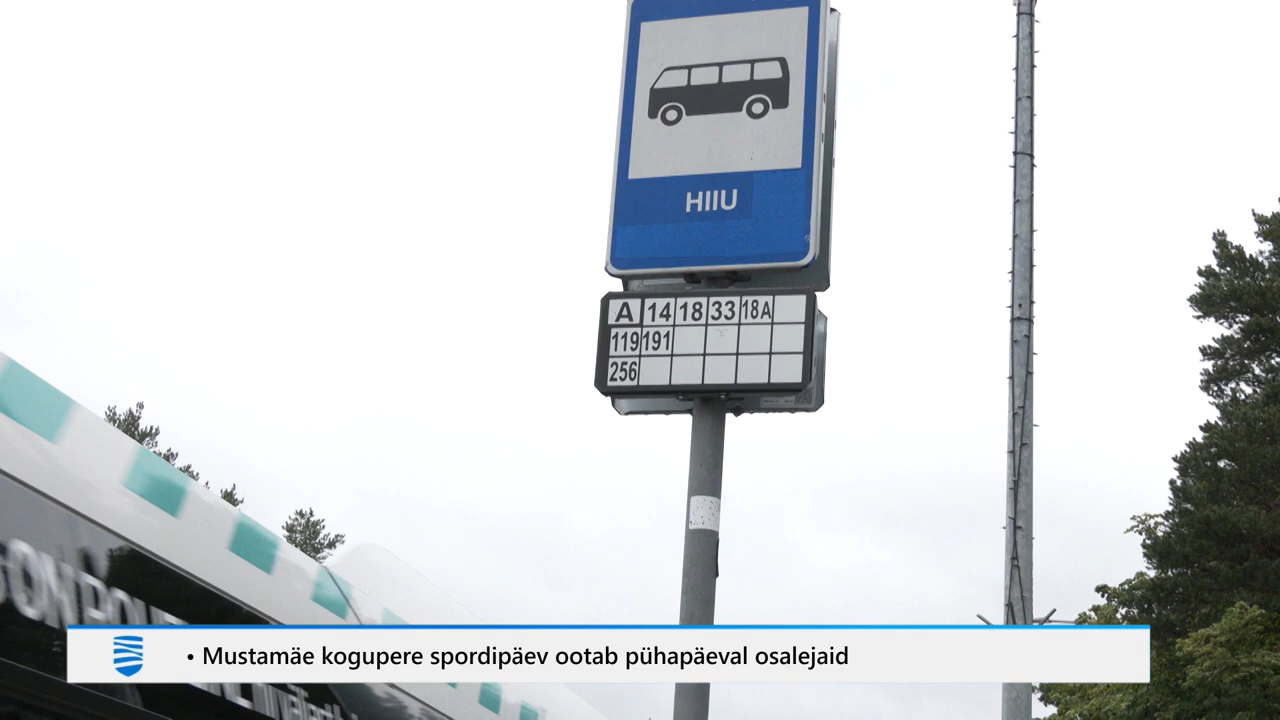 HIIU
A 14 18 33 18A
119 191
256
• Mustamäe kogupere spordipäev ootab pühapäeval osalejaid